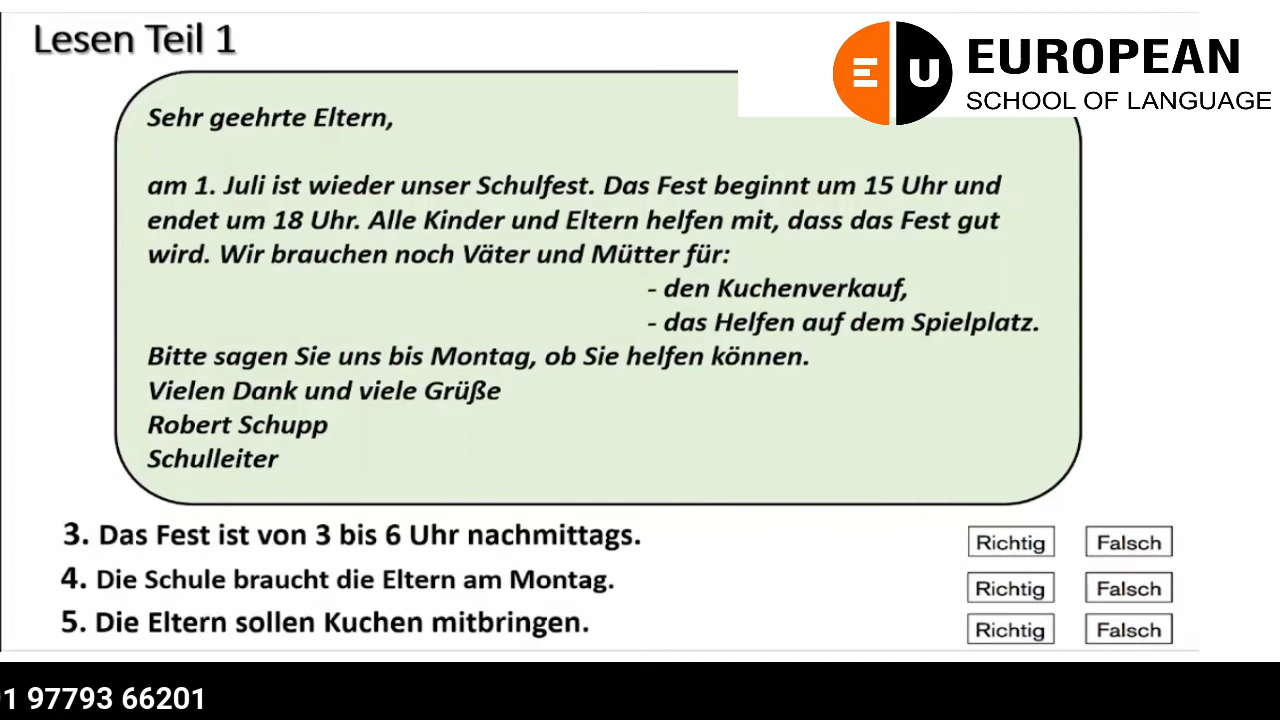 Lesen Teil 1
EU EUROPEAN
SCHOOL OF LANGUAGE
Sehr geehrte Eltern,
am 1. Juli ist wieder unser Schulfest. Das Fest beginnt um 15 Uhr und
endet um 18 Uhr. Alle Kinder und Eltern helfen mit, dass das Fest gut
wird. Wir brauchen noch Väter und Mütter für:
- den Kuchenverkauf,
- das Helfen auf dem Spielplatz.
Bitte sagen Sie uns bis Montag, ob Sie helfen können.
Vielen Dank und viele Grüße
Robert Schupp
Schulleiter
3. Das Fest ist von 3 bis 6 Uhr nachmittags. Richtig Falsch
4. Die Schule braucht die Eltern am Montag. Richtig Falsch
5. Die Eltern sollen Kuchen mitbringen. Richtig Falsch
1 97793 66201